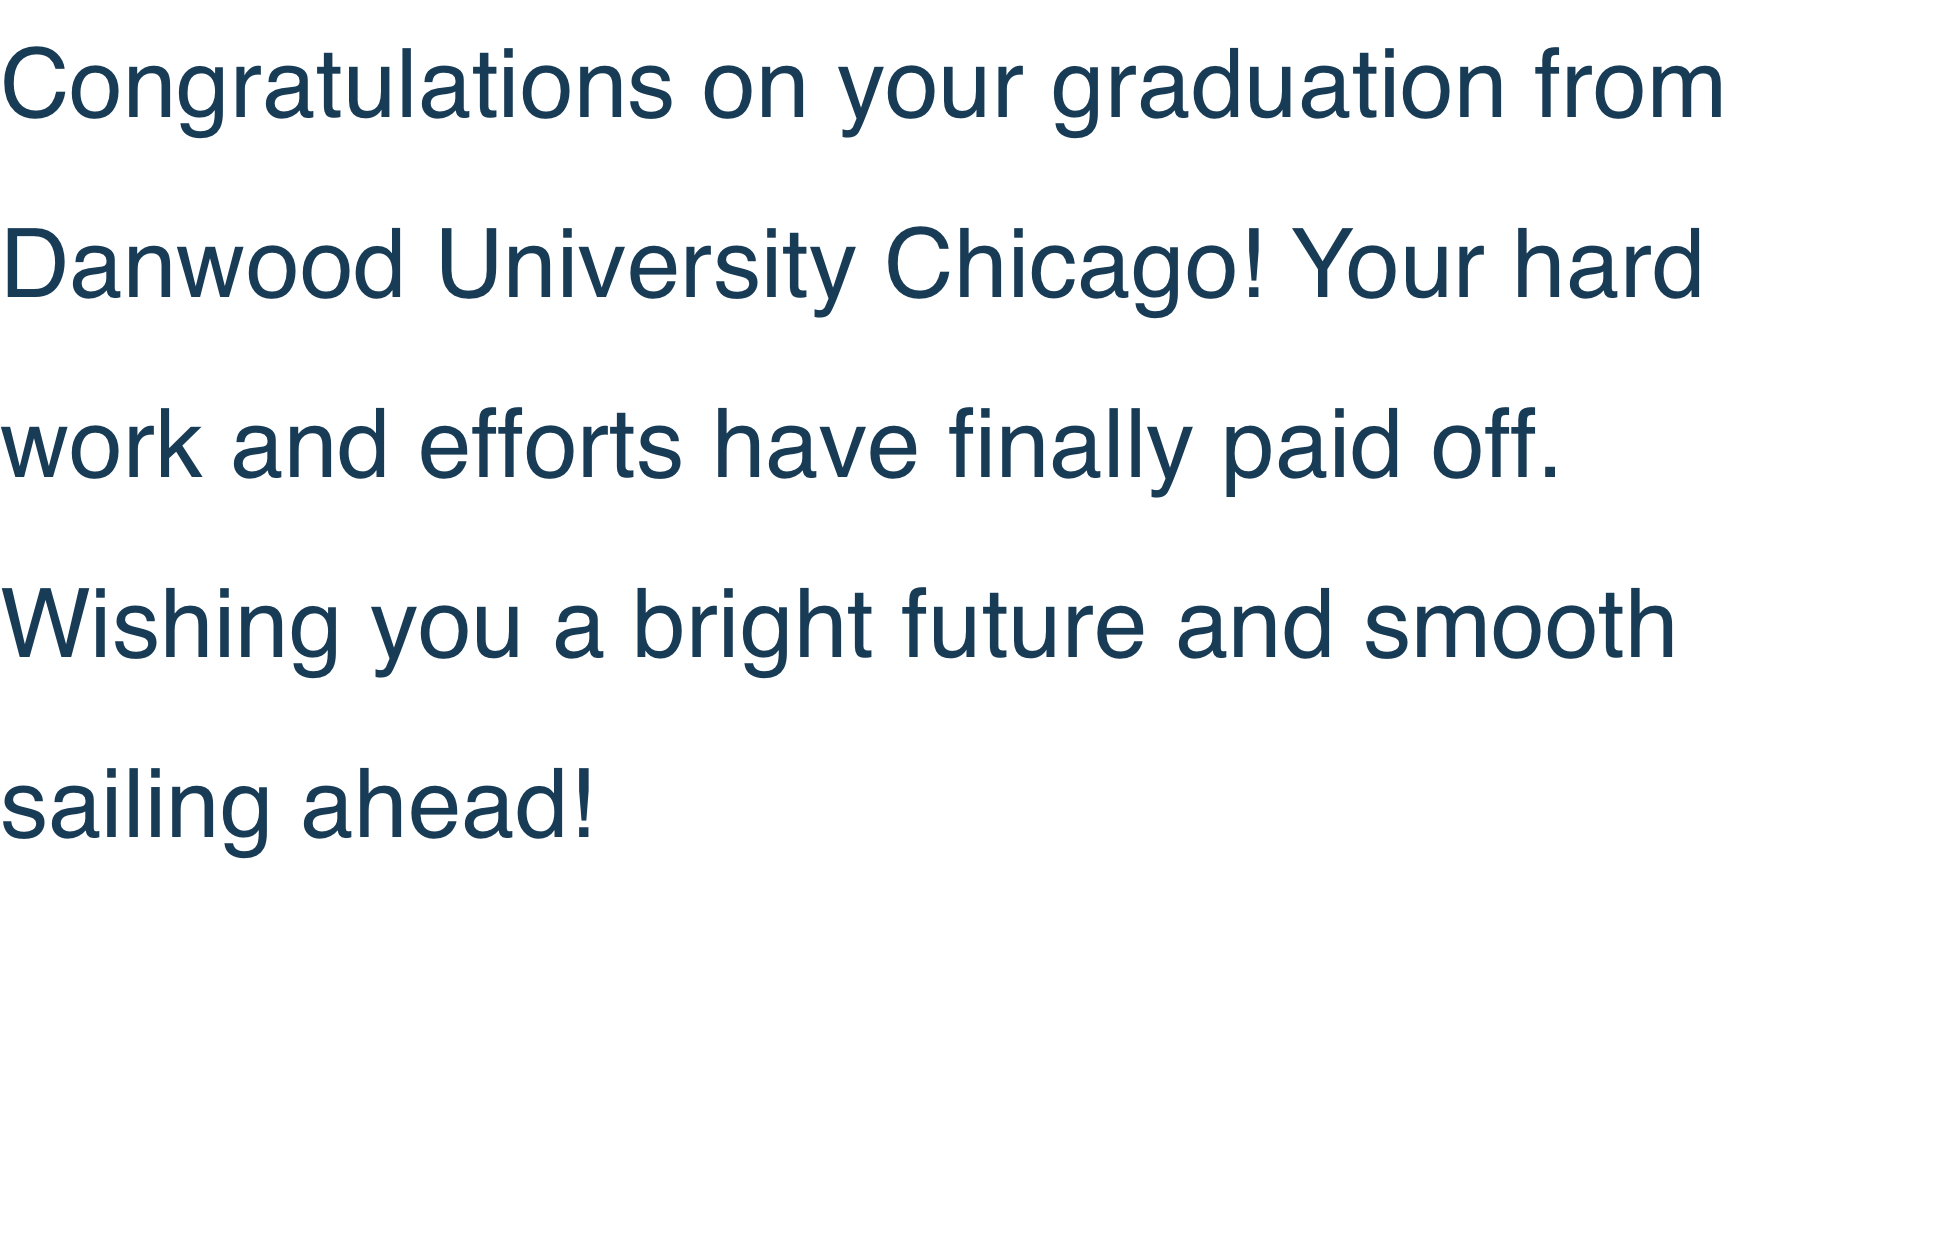 Congratulations on your graduation from
Danwood University Chicago! Your hard
work and efforts have finally paid off.
Wishing you a bright future and smooth
sailing ahead!